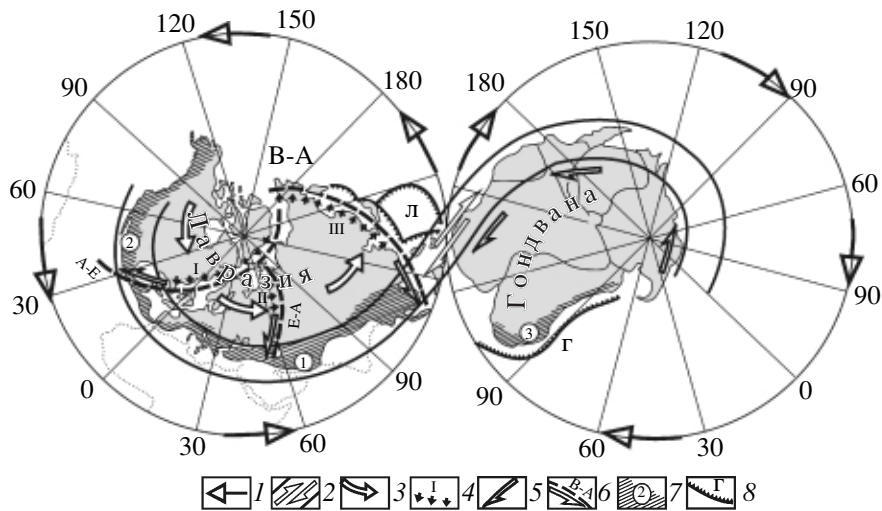 120 150 150 120
90 180 180 90
В-А
60 60
Л
III
Лавразия
Гондвана
2
А-Е
I
II
Е-А
30 90
3
Г
1
0 90 90 0
30 60 60 30
1 2 3 I 4 5 В-А 6 2 7 Г 8